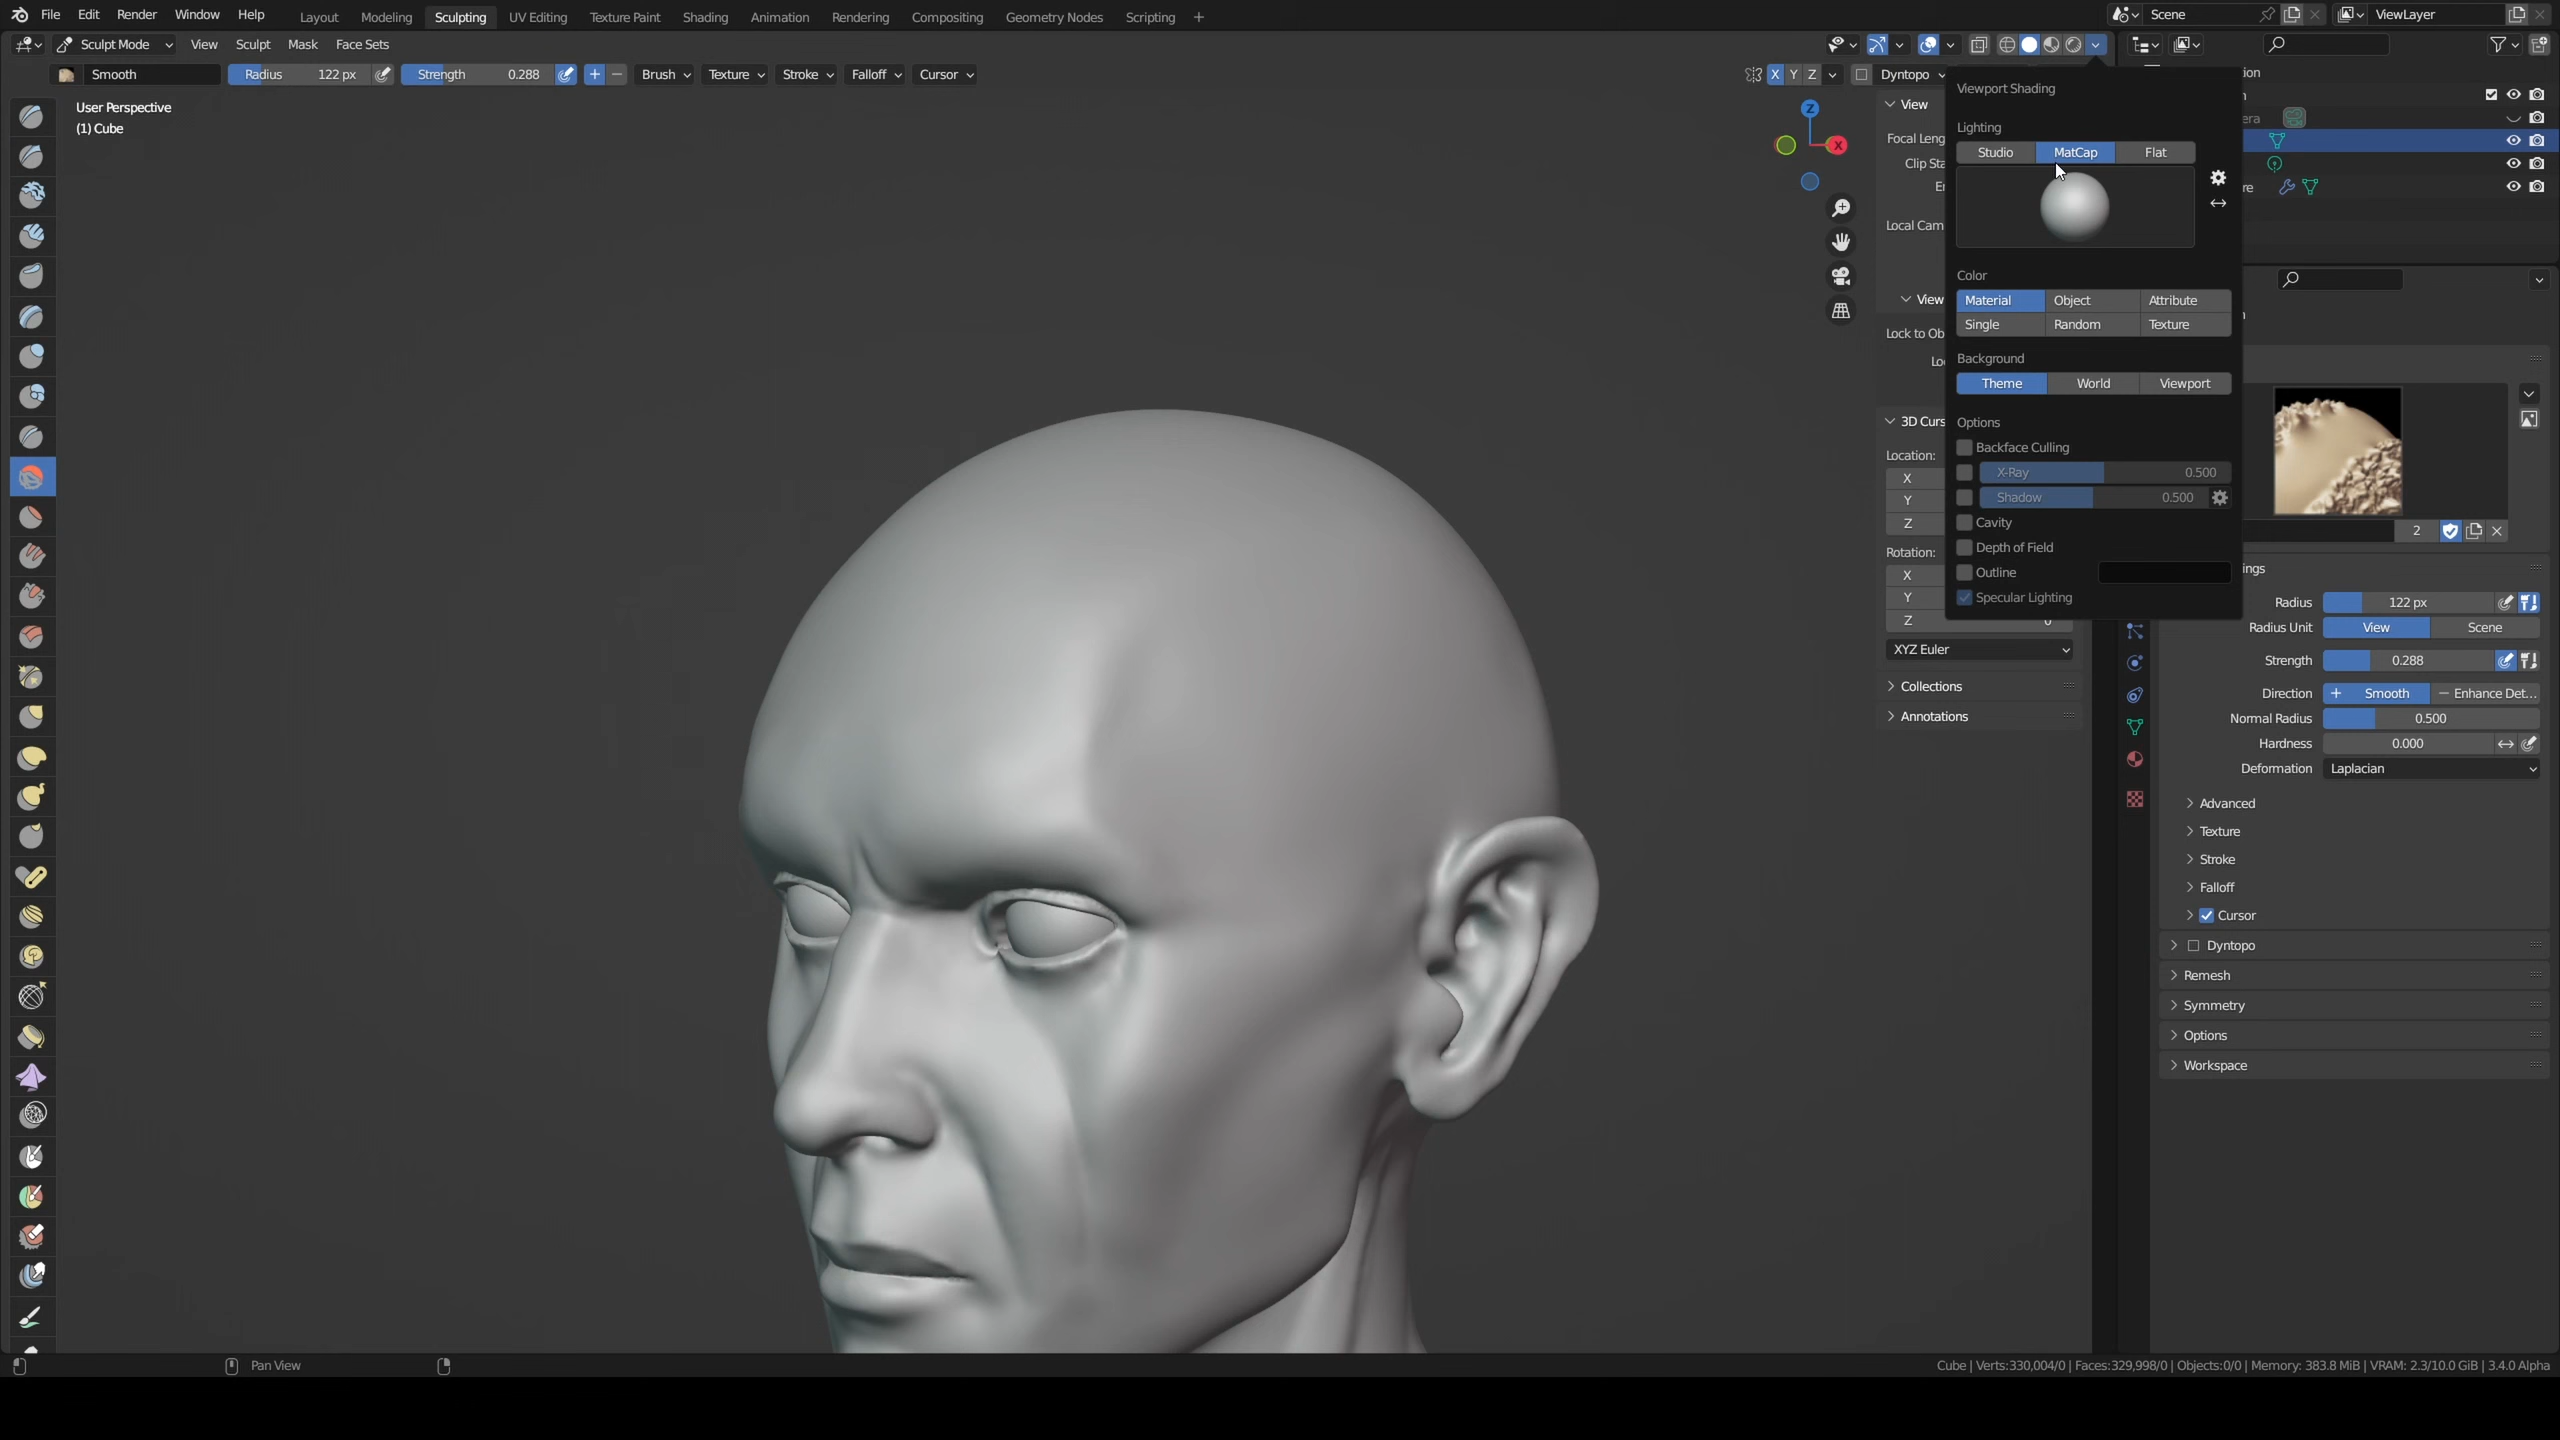 File Edit Render Window Help Layout Modeling Sculpting UV Editing Texture Paint Shading Animation Rendering Compositing Geometry Nodes Scripting + Scene ViewLayer
Sculpt Mode View Sculpt Mask Face Sets
Smooth Radius 122 px Strength 0.288 + − Brush Texture Stroke Falloff Cursor X Y Z Dyntopo
User Perspective
(1) Cube
Z
X
View
Focal Leng
Clip Sta
Er
Local Cam
View
Lock to Ob
Lo
3D Curs
Location:
X
Y
Z
Rotation:
X
Y
Z
XYZ Euler
Collections
Annotations
Viewport Shading
Lighting
Studio MatCap Flat
Color
Material Object Attribute
Single Random Texture
Background
Theme World Viewport
Options
Backface Culling
X-Ray 0.500
Shadow 0.500
Cavity
Depth of Field
Outline
Specular Lighting
tion
era
re
2
ings
Radius 122 px
Radius Unit View Scene
Strength 0.288
Direction + Smooth − Enhance Det...
Normal Radius 0.500
Hardness 0.000
Deformation Laplacian
Advanced
Texture
Stroke
Falloff
Cursor
Dyntopo
Remesh
Symmetry
Options
Workspace
Pan View
Cube | Verts:330,004/0 | Faces:329,998/0 | Objects:0/0 | Memory: 383.8 MiB | VRAM: 2.3/10.0 GiB | 3.4.0 Alpha